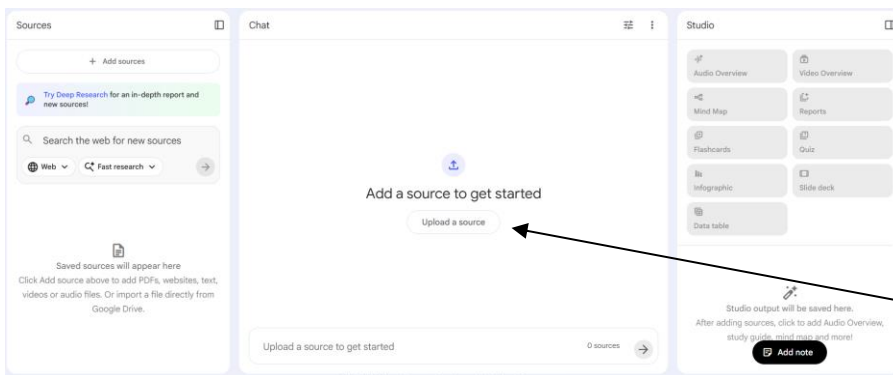 Sources
+ Add sources
Try Deep Research for an in-depth report and
new sources!
Search the web for new sources
Web
Fast research
Saved sources will appear here
Click Add source above to add PDFs, websites, text,
videos or audio files. Or import a file directly from
Google Drive.
Chat
Add a source to get started
Upload a source
Upload a source to get started
0 sources
Studio
Audio Overview
Video Overview
Mind Map
Reports
Flashcards
Quiz
Infographic
Slide deck
Data table
Studio output will be saved here.
After adding sources, click to add Audio Overview,
study guide, mind map and more!
Add note